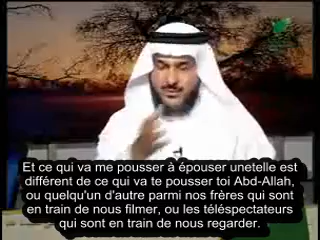 Et ce qui va me pousser à épouser unetelle est
différent de ce qui va te pousser toi Abd-Allah,
ou quelqu'un d'autre parmi nos frères qui sont
en train de nous filmer, ou les téléspectateurs
qui sont en train de nous regarder.